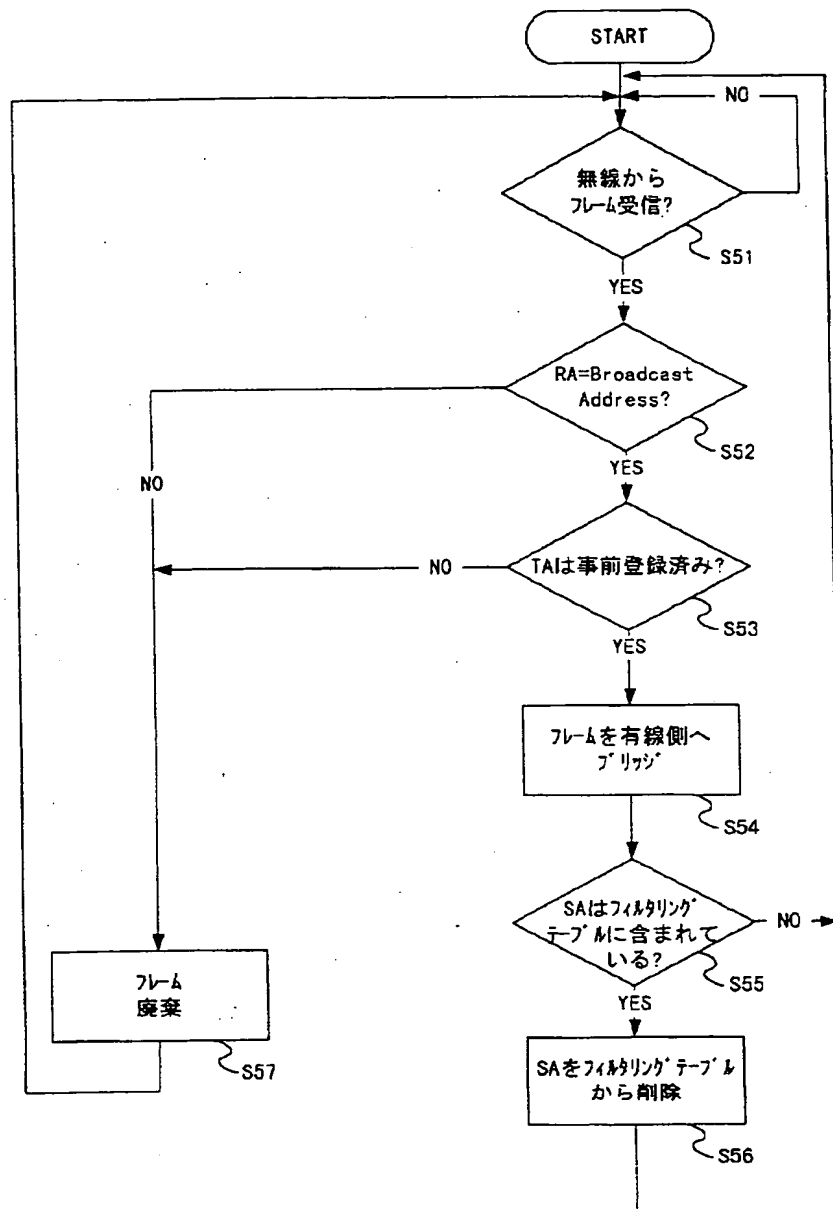 START
NO
無線から
フレーム受信?
S51
YES
RA=Broadcast
Address?
S52
NO
YES
TAは事前登録済み?
NO
S53
YES
フレームを有線側へ
ブリッジ
S54
SAはフィルタリング
テーブルに含まれて
いる?
NO
S55
YES
フレーム
廃棄
S57
SAをフィルタリングテーブル
から削除
S56